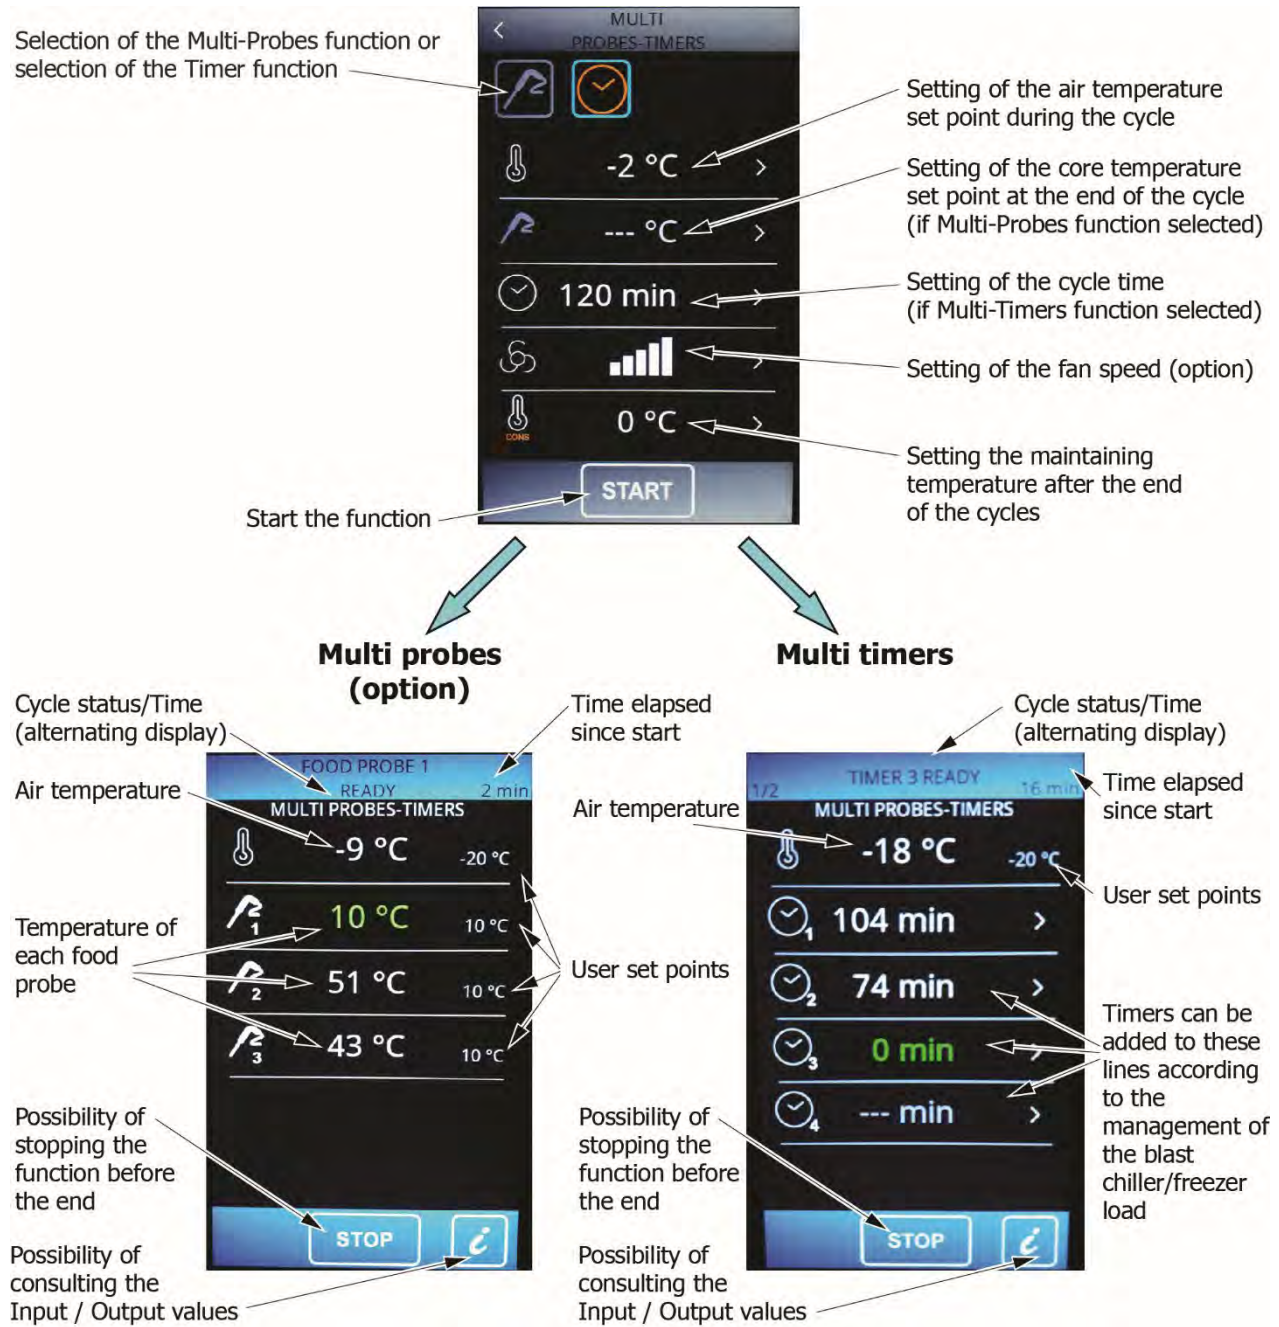 MULTI
PROBES-TIMERS
Selection of the Multi-Probes function or
selection of the Timer function
Setting of the air temperature
set point during the cycle
-2 °C
Setting of the core temperature
set point at the end of the cycle
(if Multi-Probes function selected)
--- °C
Setting of the cycle time
(if Multi-Timers function selected)
120 min
Setting of the fan speed (option)
CONS
0 °C
Setting the maintaining
temperature after the end
of the cycles
START
Start the function
Multi probes
(option)
Multi timers
Cycle status/Time
(alternating display)
Time elapsed
since start
FOOD PROBE 1
READY
2 min
MULTI PROBES-TIMERS
Air temperature
-9 °C
-20 °C
1
10 °C
10 °C
Temperature of
each food
probe
2
51 °C
10 °C
User set points
3
43 °C
10 °C
Possibility of
stopping the
function before
the end
STOP
i
Possibility of
consulting the
Input / Output values
Cycle status/Time
(alternating display)
1/2
TIMER 3 READY
16 min
Time elapsed
since start
MULTI PROBES-TIMERS
Air temperature
-18 °C
-20 °C
User set points
1
104 min
2
74 min
3
0 min
4
--- min
Timers can be
added to these
lines according
to the
management of
the blast
chiller/freezer
load
Possibility of
stopping the
function before
the end
STOP
i
Possibility of
consulting the
Input / Output values